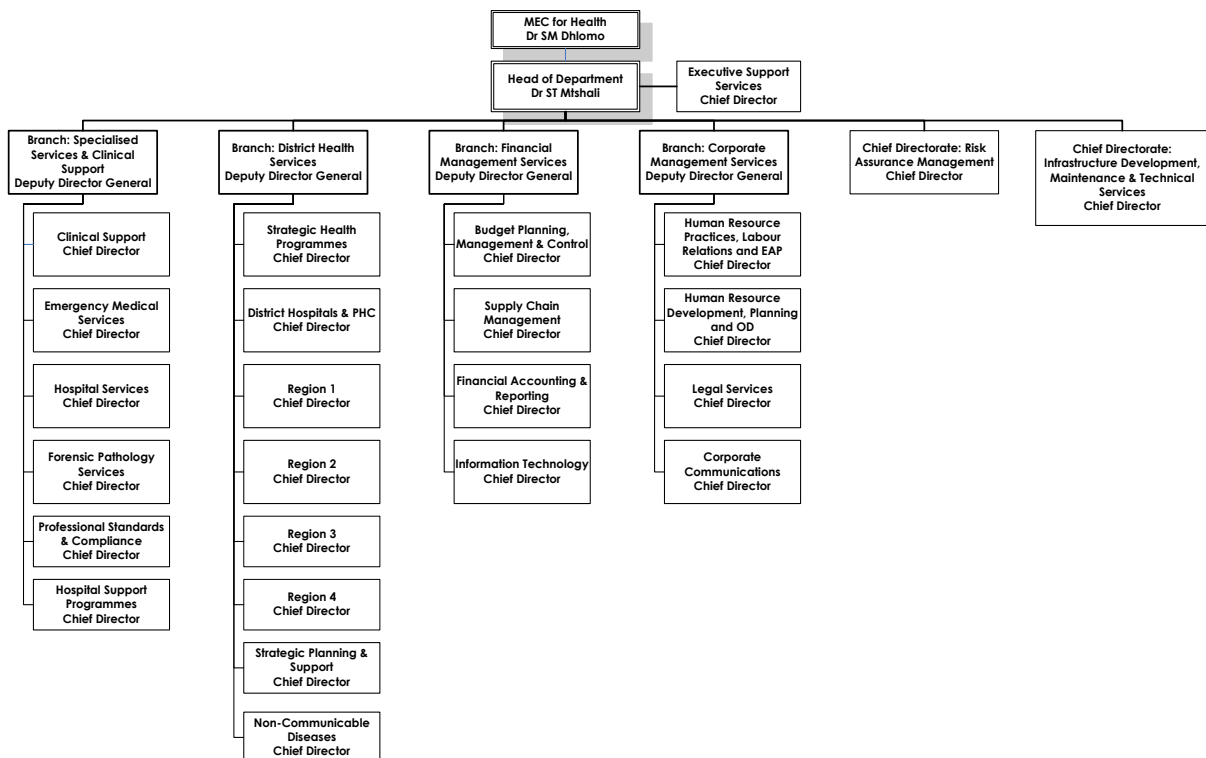 MEC for Health
Dr SM Dhlomo
Head of Department
Dr ST Mtshali
Executive Support
Services
Chief Director
Branch: Specialised
Services & Clinical
Support
Deputy Director General
Branch: District Health
Services
Deputy Director General
Branch: Financial
Management Services
Deputy Director General
Branch: Corporate
Management Services
Deputy Director General
Chief Directorate: Risk
Assurance Management
Chief Director
Chief Directorate:
Infrastructure Development,
Maintenance & Technical
Services
Chief Director
Clinical Support
Chief Director
Emergency Medical
Services
Chief Director
Hospital Services
Chief Director
Forensic Pathology
Services
Chief Director
Professional Standards
& Compliance
Chief Director
Hospital Support
Programmes
Chief Director
Strategic Health
Programmes
Chief Director
District Hospitals & PHC
Chief Director
Region 1
Chief Director
Region 2
Chief Director
Region 3
Chief Director
Region 4
Chief Director
Strategic Planning &
Support
Chief Director
Non-Communicable
Diseases
Chief Director
Budget Planning,
Management & Control
Chief Director
Supply Chain
Management
Chief Director
Financial Accounting &
Reporting
Chief Director
Information Technology
Chief Director
Human Resource
Practices, Labour
Relations and EAP
Chief Director
Human Resource
Development, Planning
and OD
Chief Director
Legal Services
Chief Director
Corporate
Communications
Chief Director